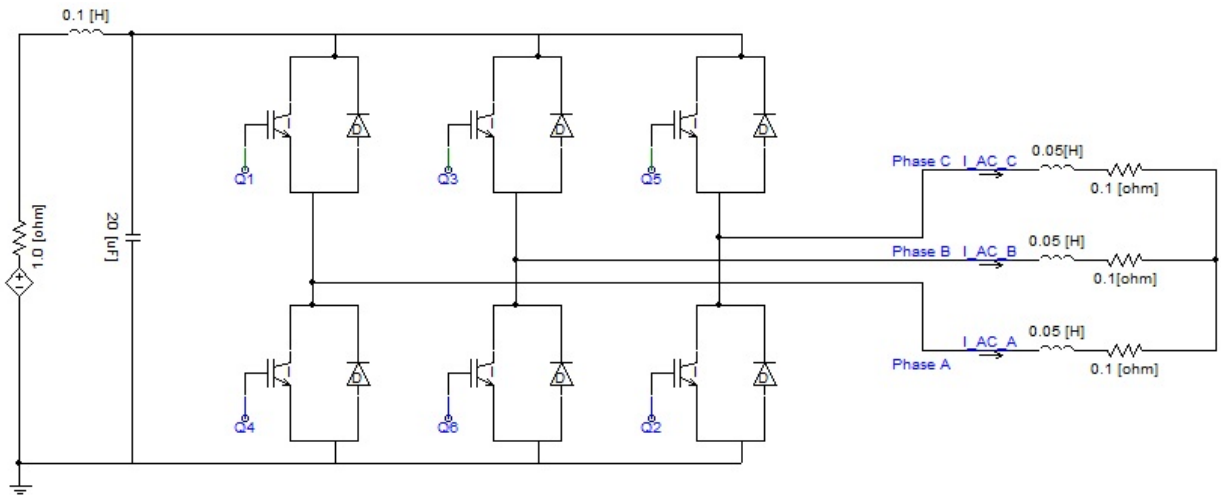 0.1 [H]
1.0 [ohm]
20 [uF]
I
D
I
D
I
D
Q1
Q3
Q5
Phase C I_AC_C
0.05[H]
0.1 [ohm]
Phase B I_AC_B
0.05 [H]
0.1[ohm]
I_AC_A
0.05 [H]
Phase A
0.1 [ohm]
I
D
I
D
I
D
Q4
Q6
Q2